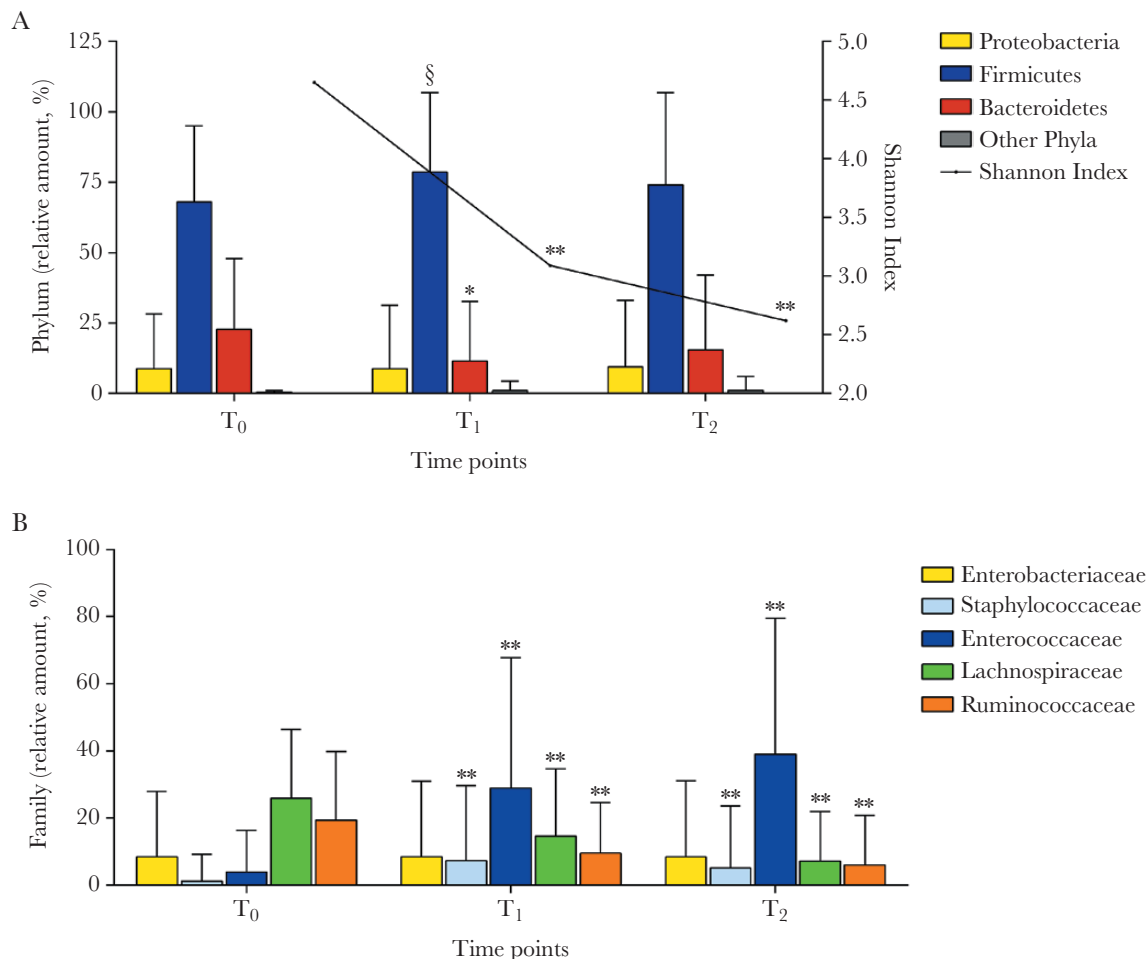 A
Phylum (relative amount, %)
125
100
75
50
25
0
§
*
**
**
5.0
4.5
4.0
3.5
3.0
2.5
2.0
Shannon Index
T₀
T₁
T₂
Time points
Proteobacteria
Firmicutes
Bacteroidetes
Other Phyla
Shannon Index
B
Family (relative amount, %)
100
80
60
40
20
0
**
**
**
**
**
**
**
**
T₀
T₁
T₂
Time points
Enterobacteriaceae
Staphylococcaceae
Enterococcaceae
Lachnospiraceae
Ruminococcaceae